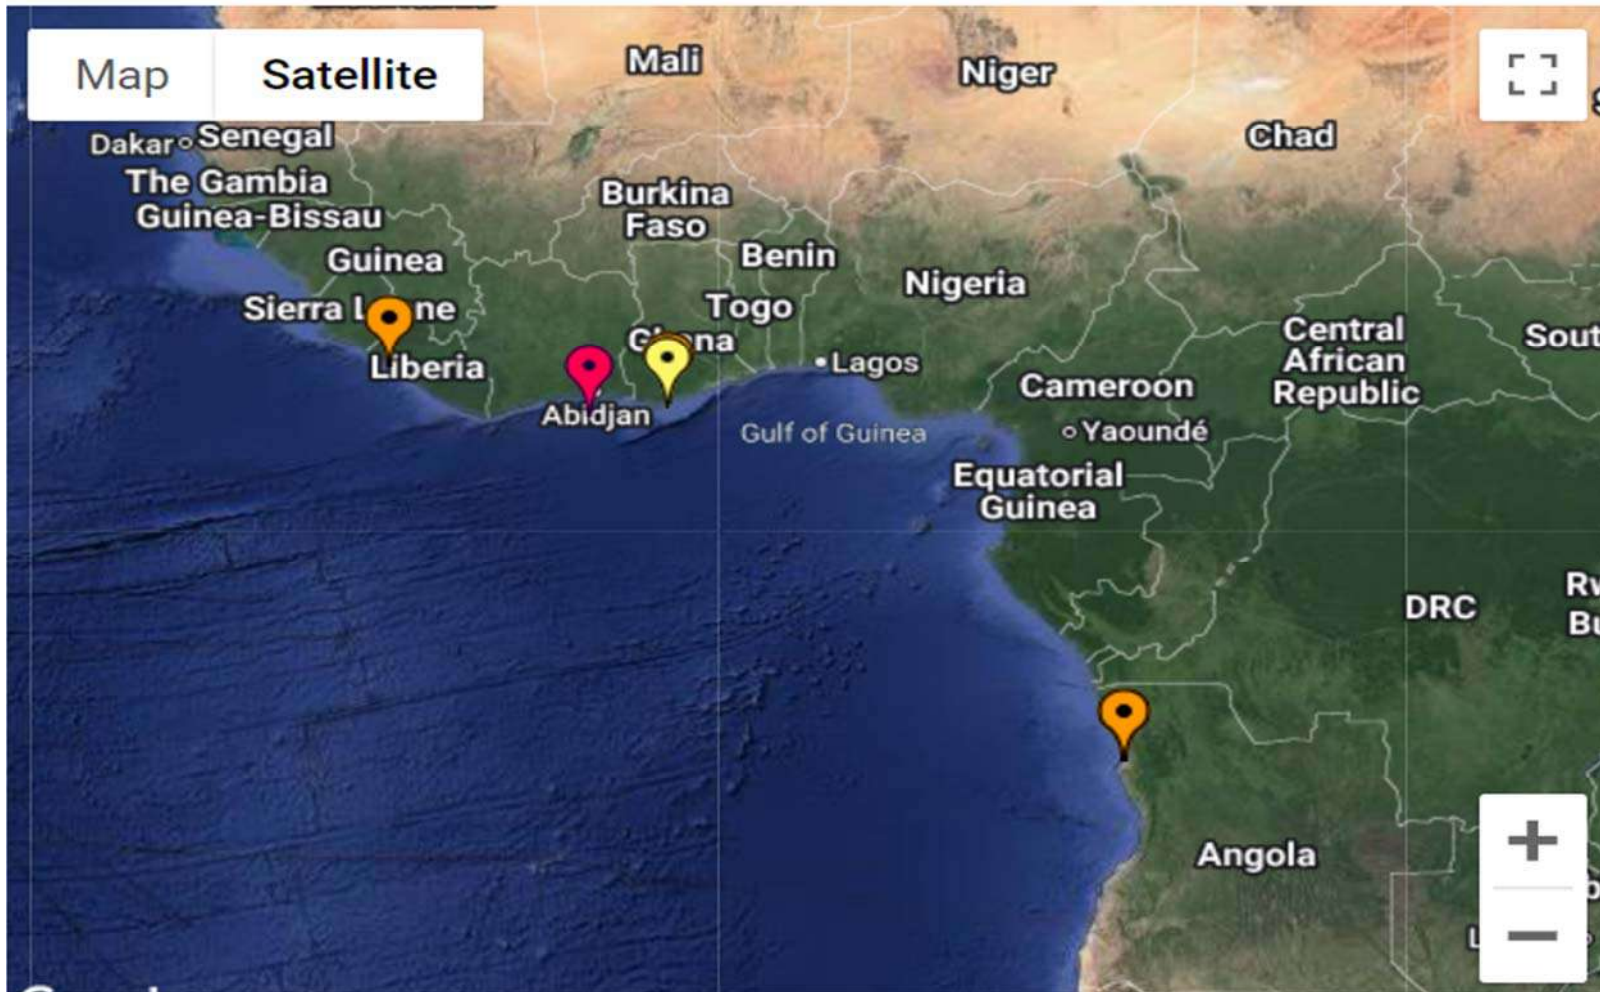 Map
Satellite
Mali
Niger
Chad
Dakar
Senegal
The Gambia
Guinea-Bissau
Burkina
Faso
Benin
Guinea
Nigeria
Togo
Liberia
Lagos
Abidjan
Gulf of Guinea
Central
African
Republic
Cameroon
Yaoundé
Equatorial
Guinea
DRC
Angola